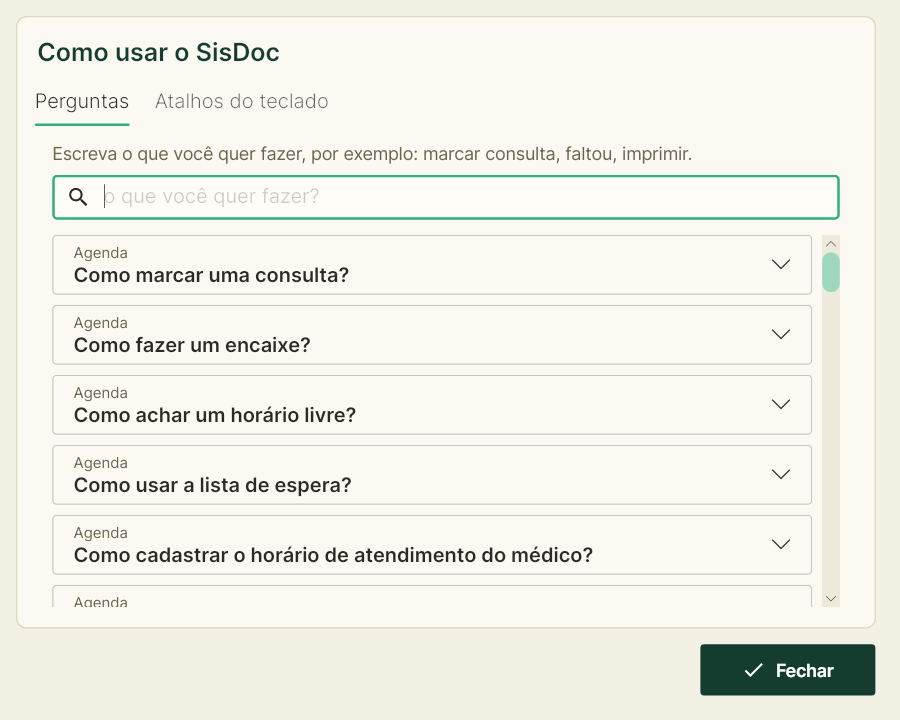 Como usar o SisDoc
Perguntas
Atalhos do teclado
Escreva o que você quer fazer, por exemplo: marcar consulta, faltou, imprimir.
o que você quer fazer?
Agenda
Como marcar uma consulta?
Agenda
Como fazer um encaixe?
Agenda
Como achar um horário livre?
Agenda
Como usar a lista de espera?
Agenda
Como cadastrar o horário de atendimento do médico?
Agenda
Fechar